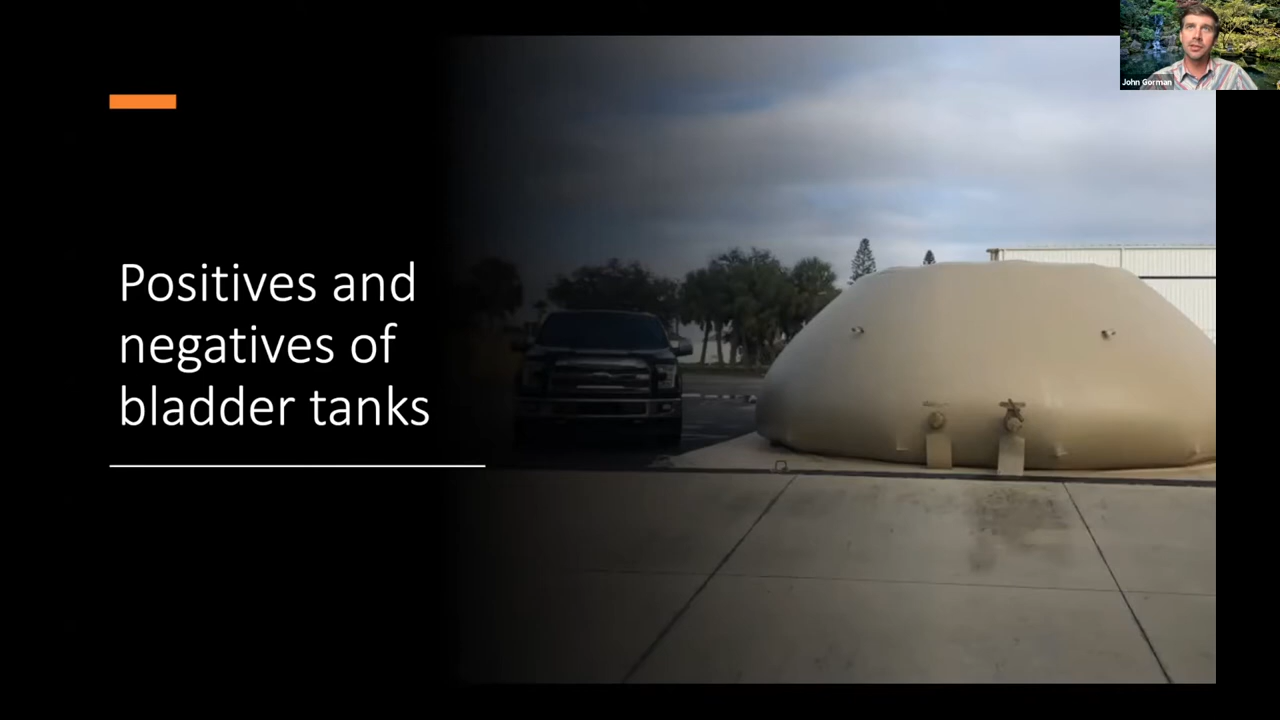 John Gorman
Positives and
negatives of
bladder tanks